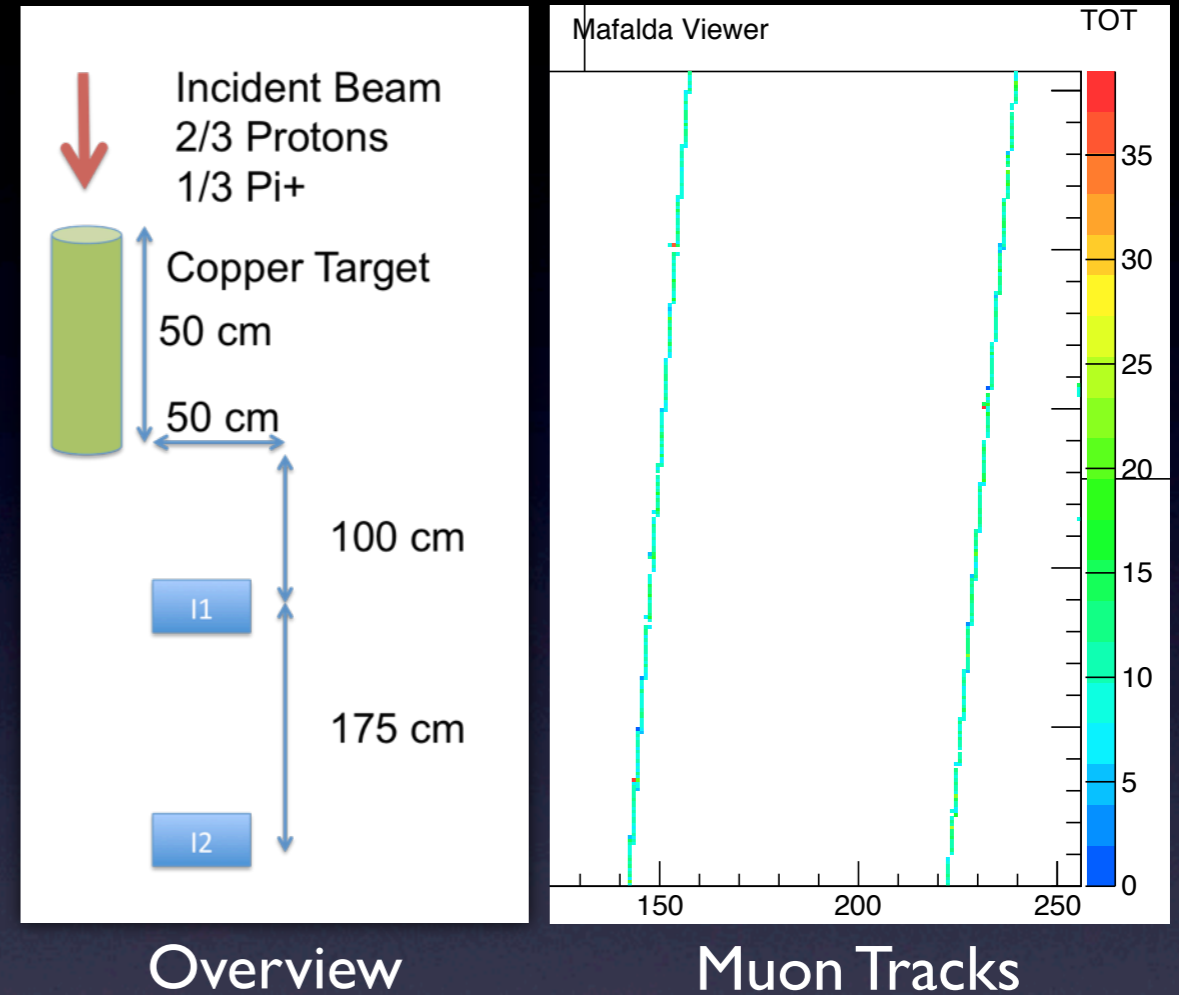 Incident Beam
2/3 Protons
1/3 Pi+
Copper Target
50 cm
50 cm
100 cm
I1
175 cm
I2
Overview
Mafalda Viewer
TOT
35
30
25
20
15
10
5
0
150
200
250
Muon Tracks